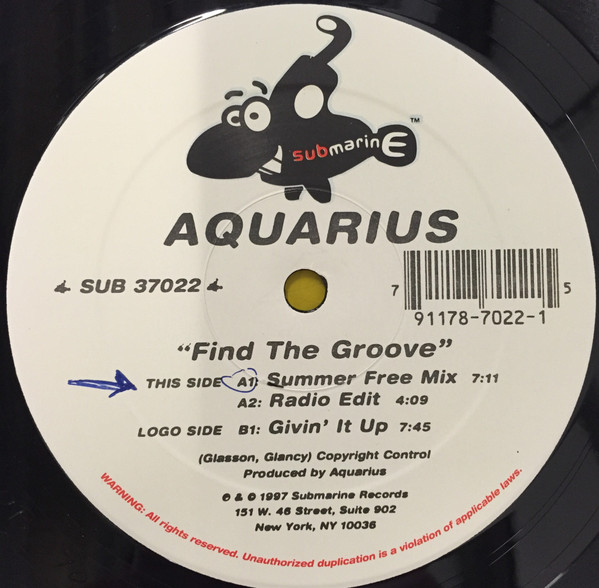 submarinE ™
AQUARIUS
SUB 37022
7 91178-7022-1 5
"Find The Groove"
THIS SIDE A1: Summer Free Mix 7:11
A2: Radio Edit 4:09
LOGO SIDE B1: Givin' It Up 7:45
(Glasson, Glancy) Copyright Control
Produced by Aquarius
℗ & © 1997 Submarine Records
151 W. 46 Street, Suite 902
New York, NY 10036
WARNING: All rights reserved. Unauthorized duplication is a violation of applicable laws.